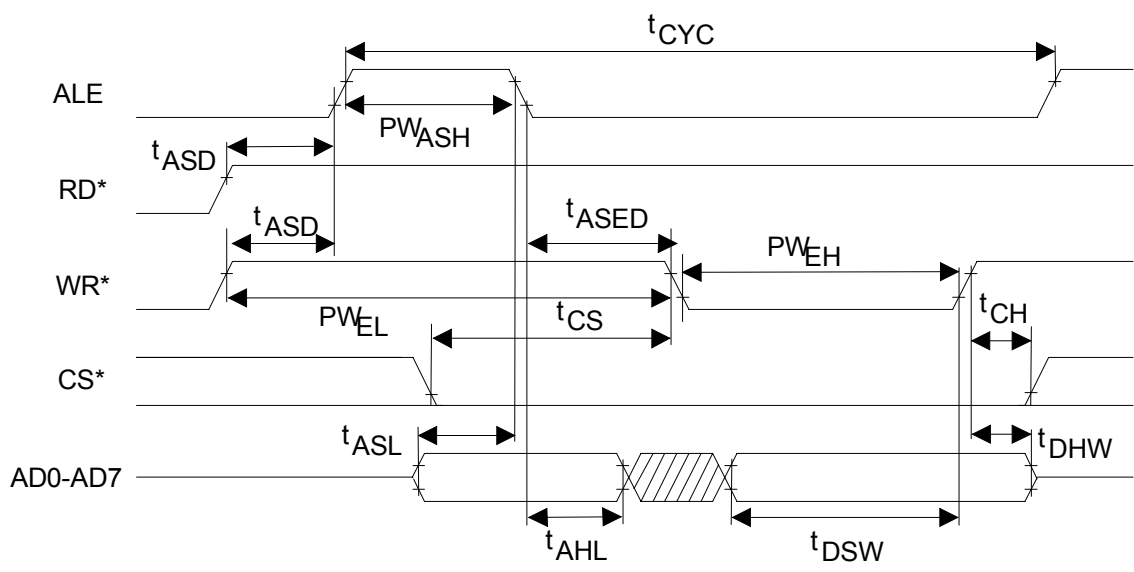 tCYC
ALE
PWASH
tASD
RD*
tASD
tASED
PWEH
WR*
PWEL
tCS
tCH
CS*
tASL
tDHW
AD0-AD7
tAHL
tDSW